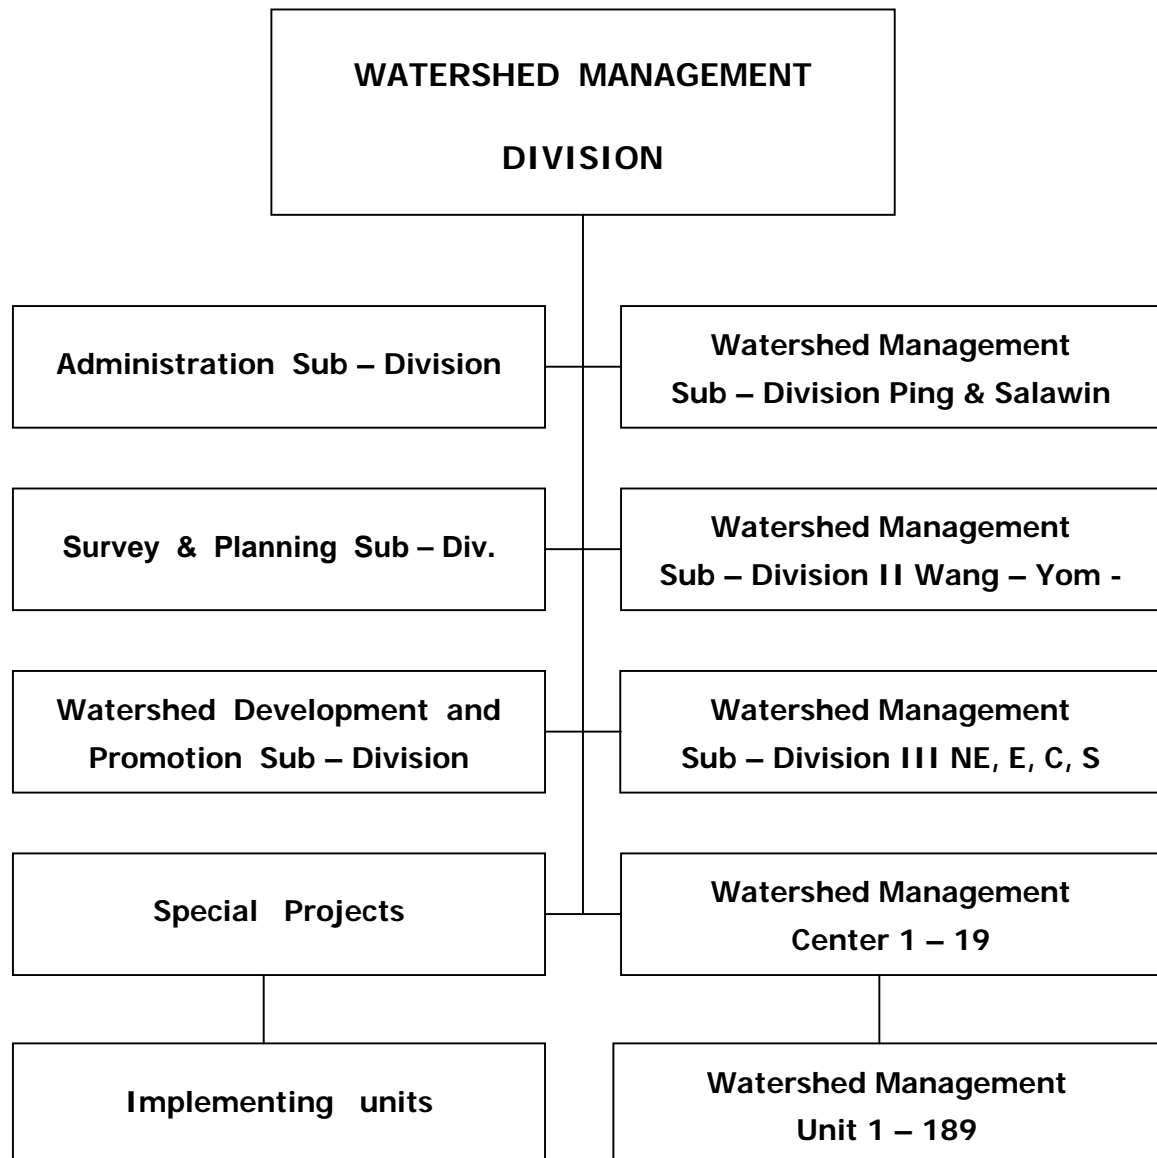 WATERSHED MANAGEMENT
DIVISION
Administration Sub – Division
Watershed Management
Sub – Division Ping & Salawin
Survey & Planning Sub – Div.
Watershed Management
Sub – Division II Wang – Yom -
Watershed Development and
Promotion Sub – Division
Watershed Management
Sub – Division III NE, E, C, S
Special Projects
Watershed Management
Center 1 – 19
Implementing units
Watershed Management
Unit 1 – 189